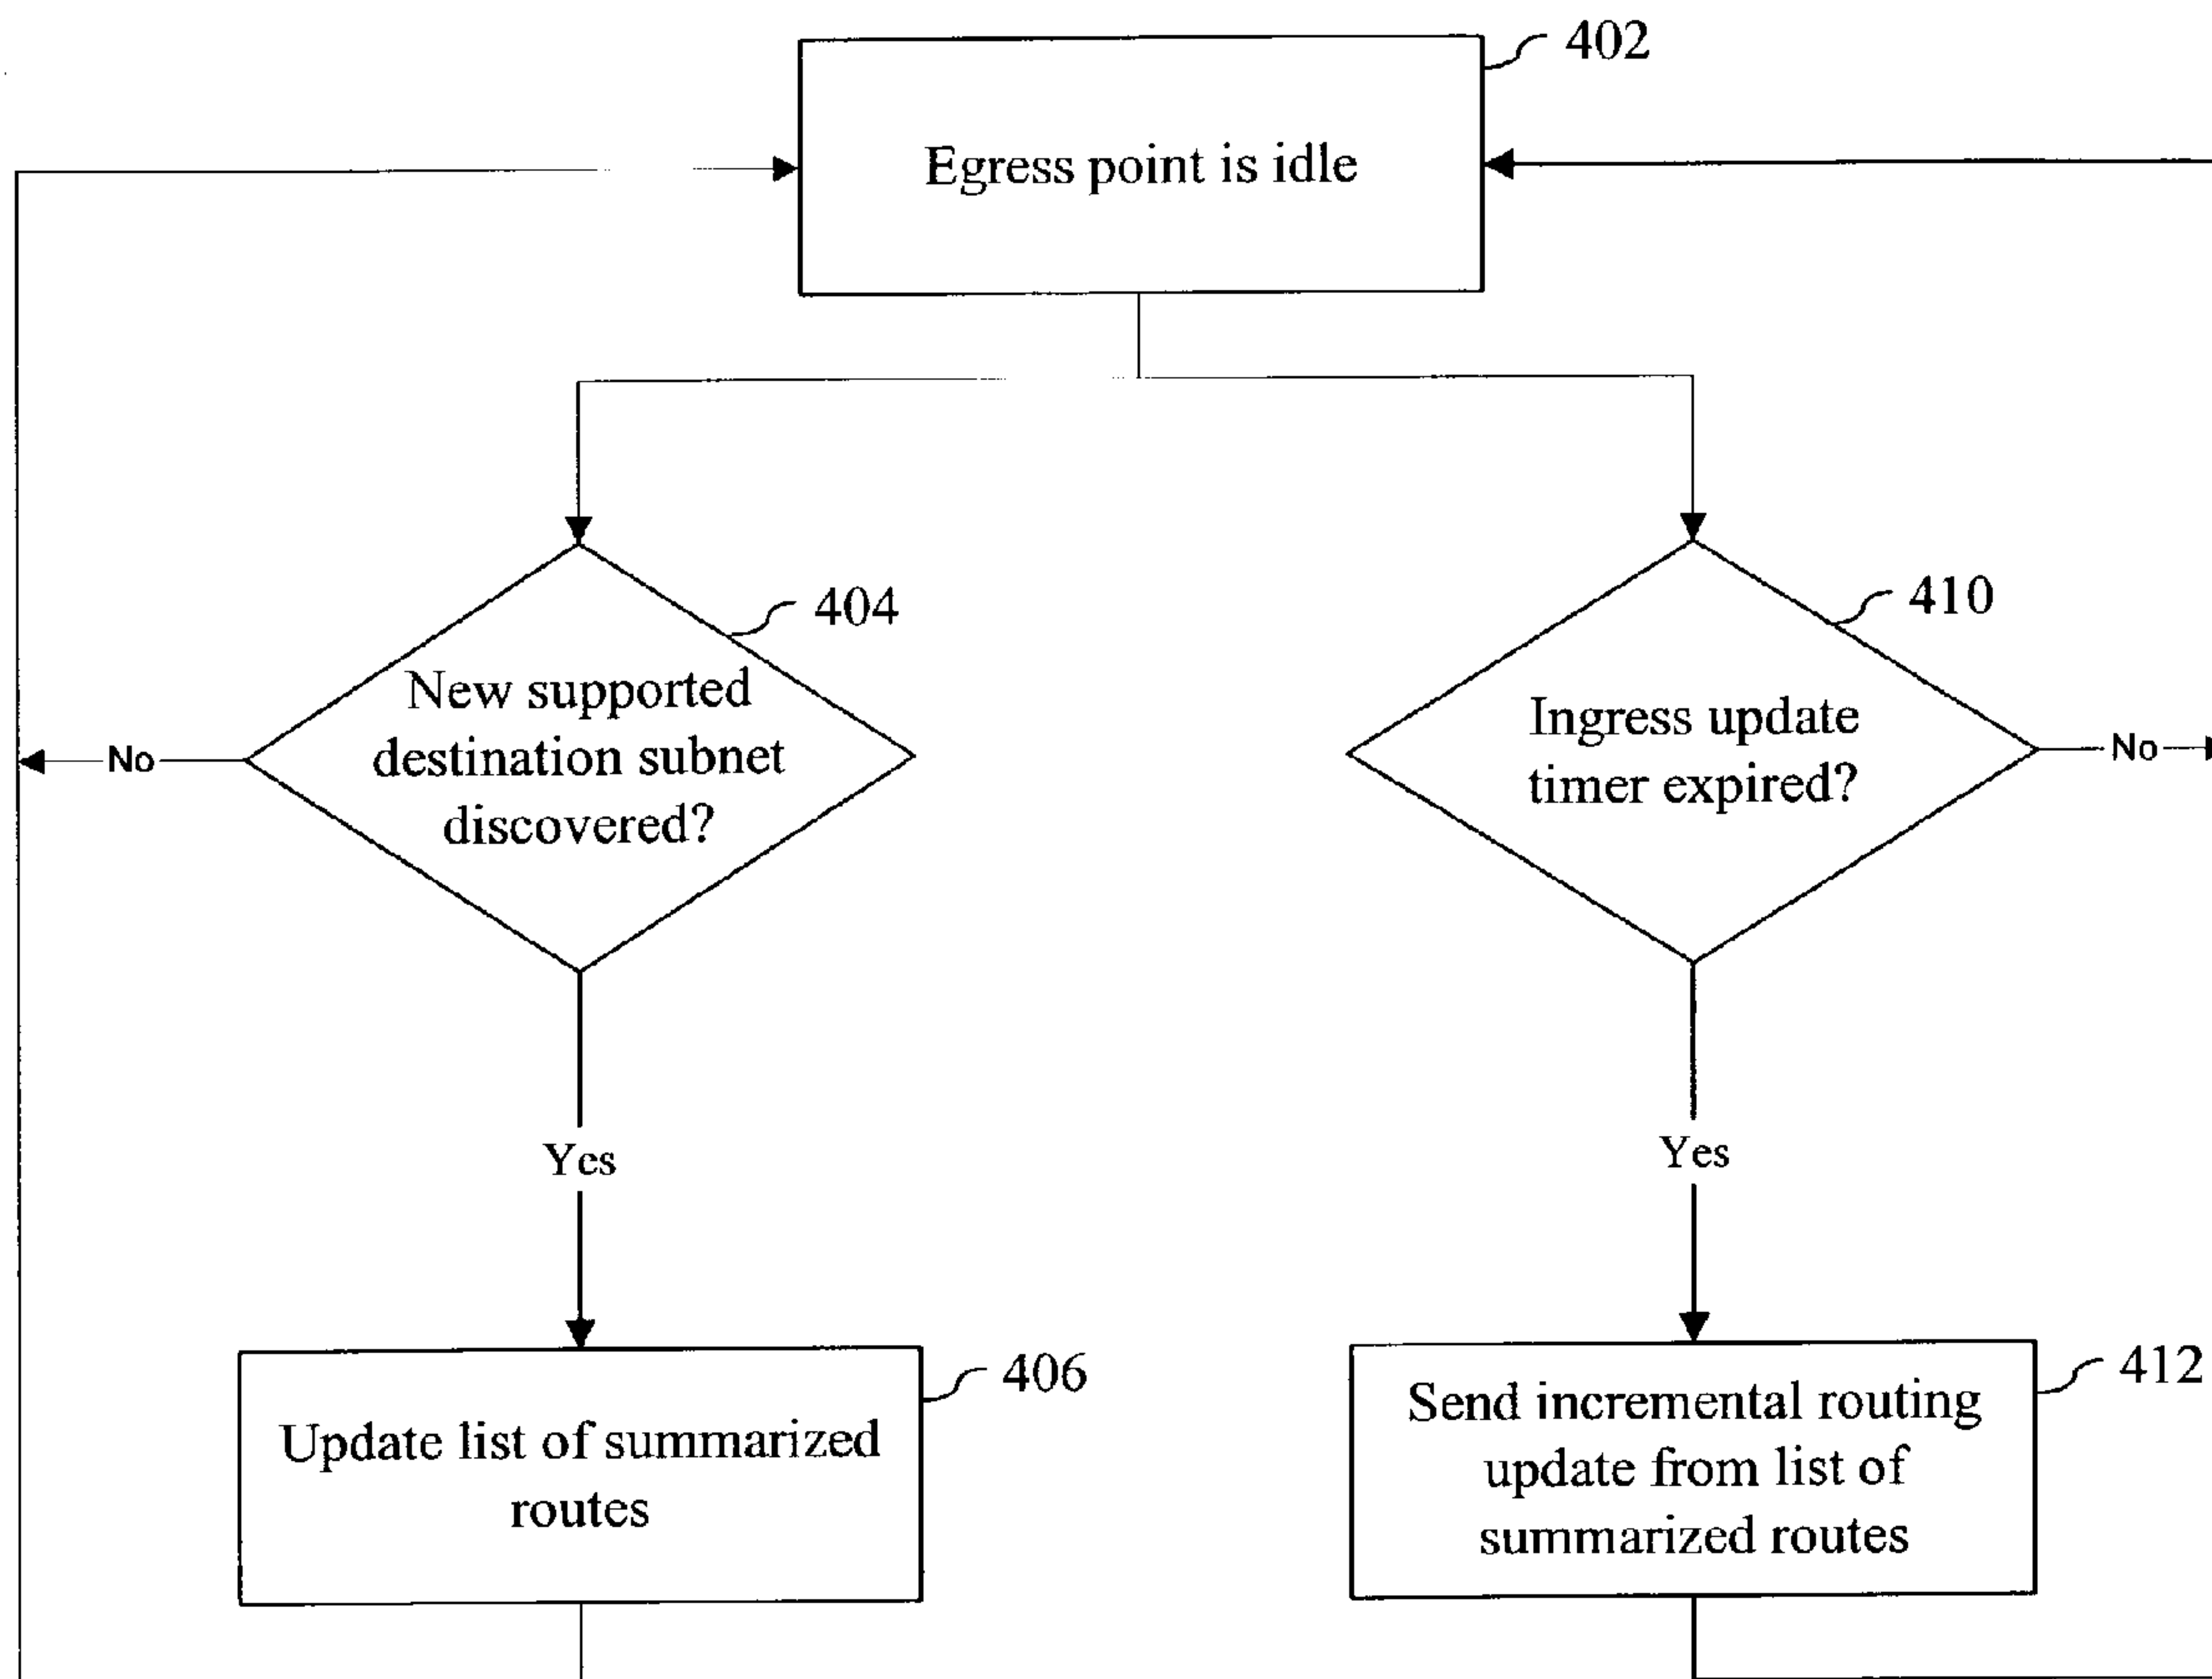 402
Egress point is idle
404
New supported
destination subnet
discovered?
No
410
Ingress update
timer expired?
No
Yes
Yes
406
Update list of summarized
routes
412
Send incremental routing
update from list of
summarized routes